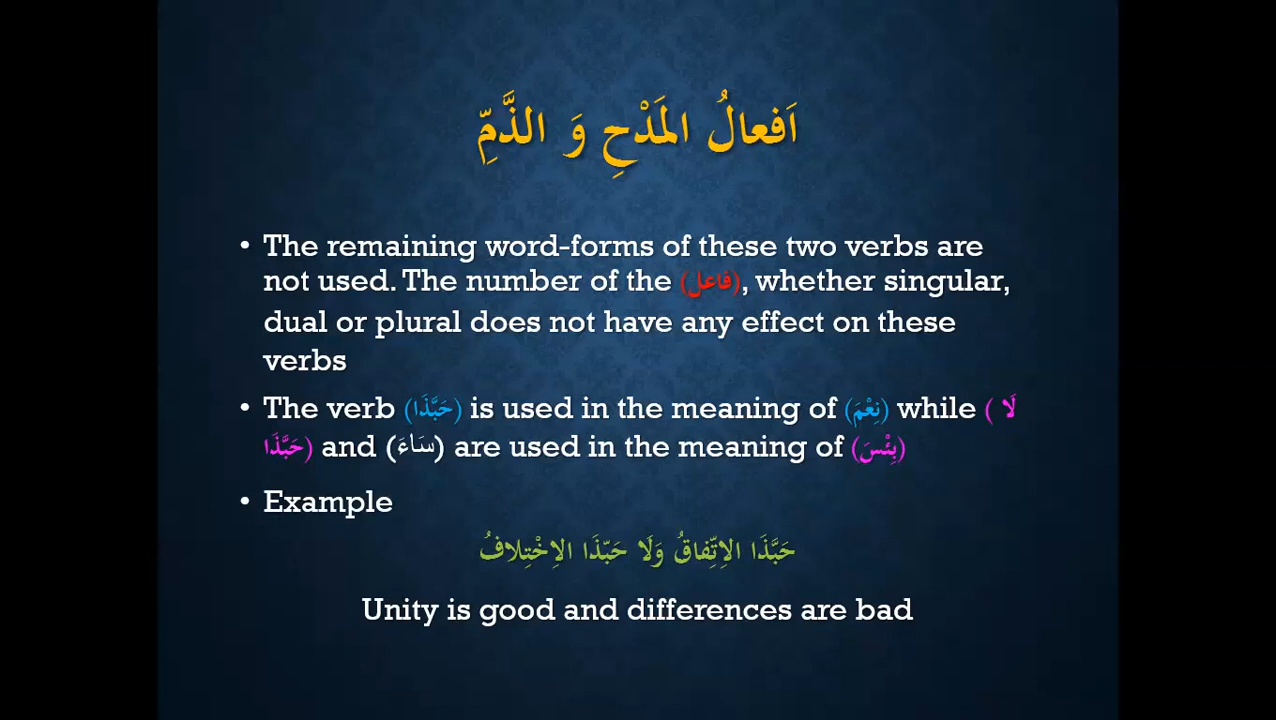 اَفعالُ المَدْحِ وَ الذَّمِّ
• The remaining word-forms of these two verbs are
not used. The number of the (فاعل), whether singular,
dual or plural does not have any effect on these
verbs
• The verb (حَبَّذَا) is used in the meaning of (نِعْمَ) while (لَا
حَبَّذَا) and (سَاءَ) are used in the meaning of (بِئْسَ)
• Example
حَبَّذَا الاِتِّفاقُ وَلَا حَبّذَا الاِخْتِلافُ
Unity is good and differences are bad